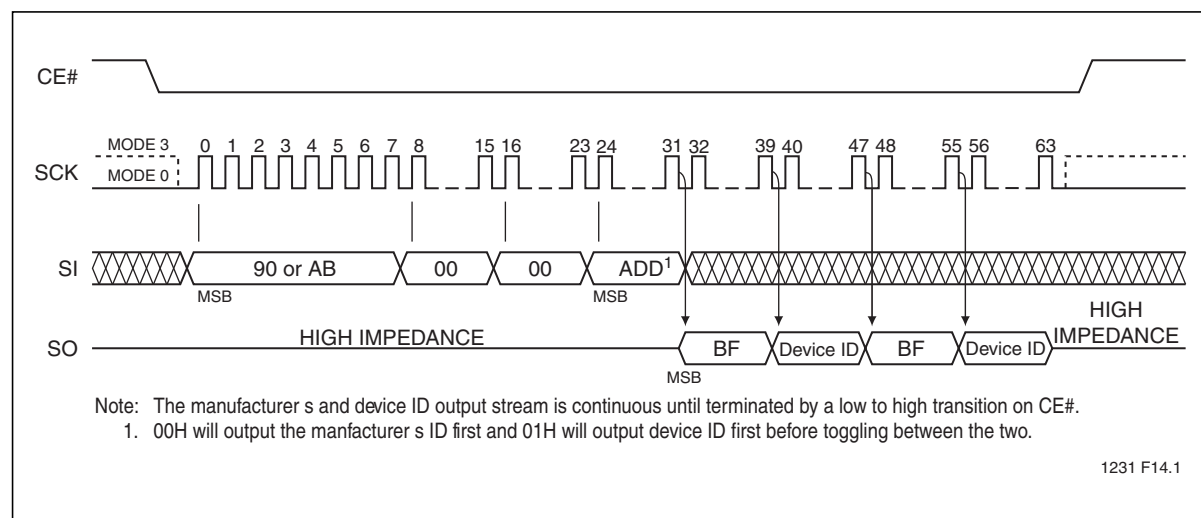 CE#
MODE 3
0 1 2 3 4 5 6 7 8 15 16 23 24 31 32 39 40 47 48 55 56 63
SCK
MODE 0
SI
90 or AB 00 00 ADD1
MSB MSB
HIGH IMPEDANCE
HIGH IMPEDANCE
SO
BF Device ID BF Device ID
MSB
Note: The manufacturer s and device ID output stream is continuous until terminated by a low to high transition on CE#.
1. 00H will output the manfacturer s ID first and 01H will output device ID first before toggling between the two.
1231 F14.1